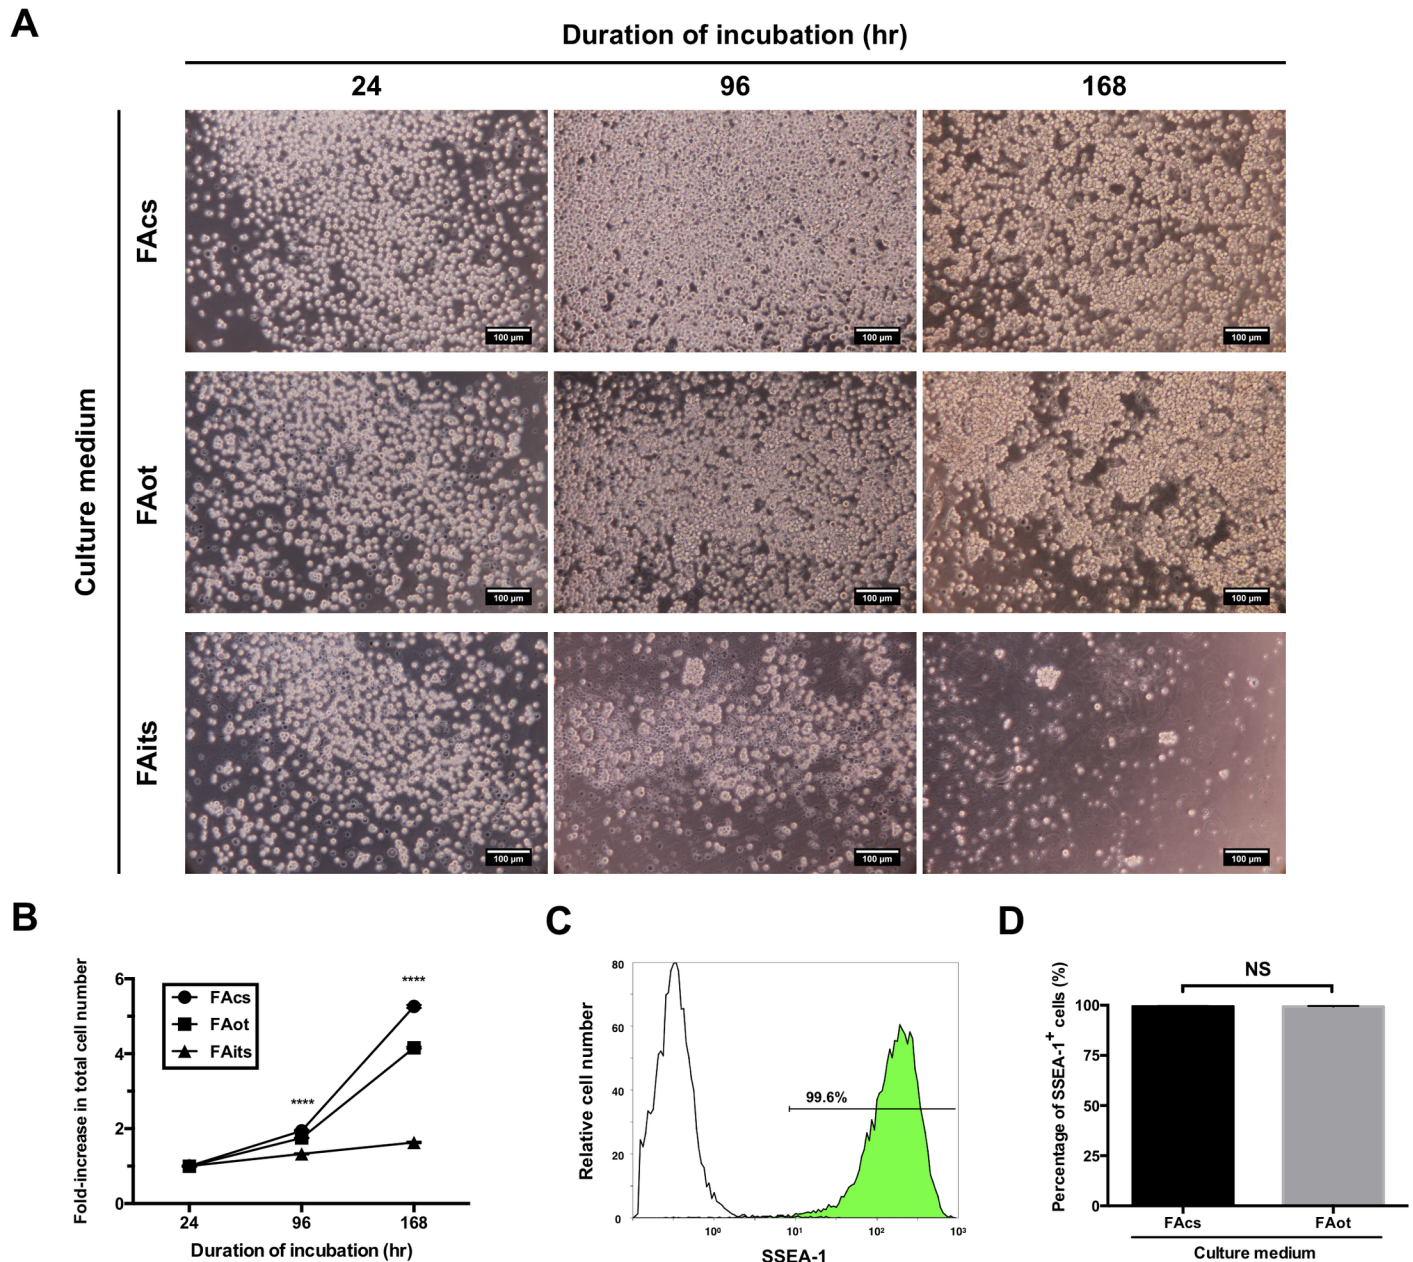 A
Duration of incubation (hr)
24 96 168
Culture medium
FAcs
100 µm 100 µm 100 µm
FAot
100 µm 100 µm 100 µm
FAits
100 µm 100 µm 100 µm
B
Fold-increase in total cell number
6
4
2
0
FAcs
FAot
FAits
****
****
24 96 168
Duration of incubation (hr)
C
Relative cell number
80
60
40
20
0
99.6%
10⁰ 10¹ 10² 10³
SSEA-1
D
Percentage of SSEA-1⁺ cells (%)
100
75
50
25
0
NS
FAcs FAot
Culture medium